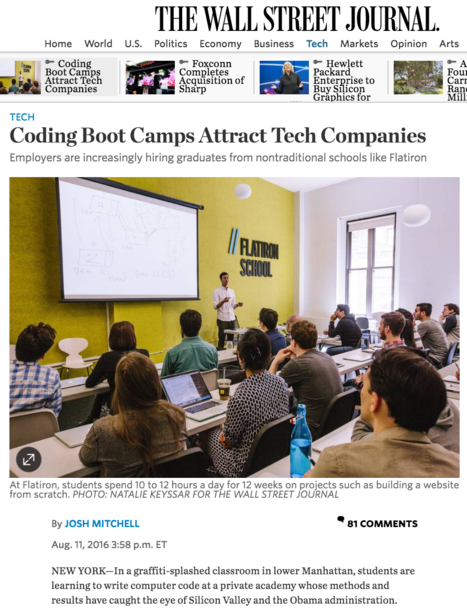 THE WALL STREET JOURNAL.
Home World U.S. Politics Economy Business Tech Markets Opinion Arts
Coding
Boot Camps
Attract Tech
Companies
Foxconn
Completes
Acquisition of
Sharp
Hewlett
Packard
Enterprise to
Buy Silicon
Graphics for
TECH
Coding Boot Camps Attract Tech Companies
Employers are increasingly hiring graduates from nontraditional schools like Flatiron
// FLATIRON
SCHOOL
At Flatiron, students spend 10 to 12 hours a day for 12 weeks on projects such as building a website
from scratch. PHOTO: NATALIE KEYSSAR FOR THE WALL STREET JOURNAL
By JOSH MITCHELL
81 COMMENTS
Aug. 11, 2016 3:58 p.m. ET
NEW YORK—In a graffiti-splashed classroom in lower Manhattan, students are
learning to write computer code at a private academy whose methods and
results have caught the eye of Silicon Valley and the Obama administration.